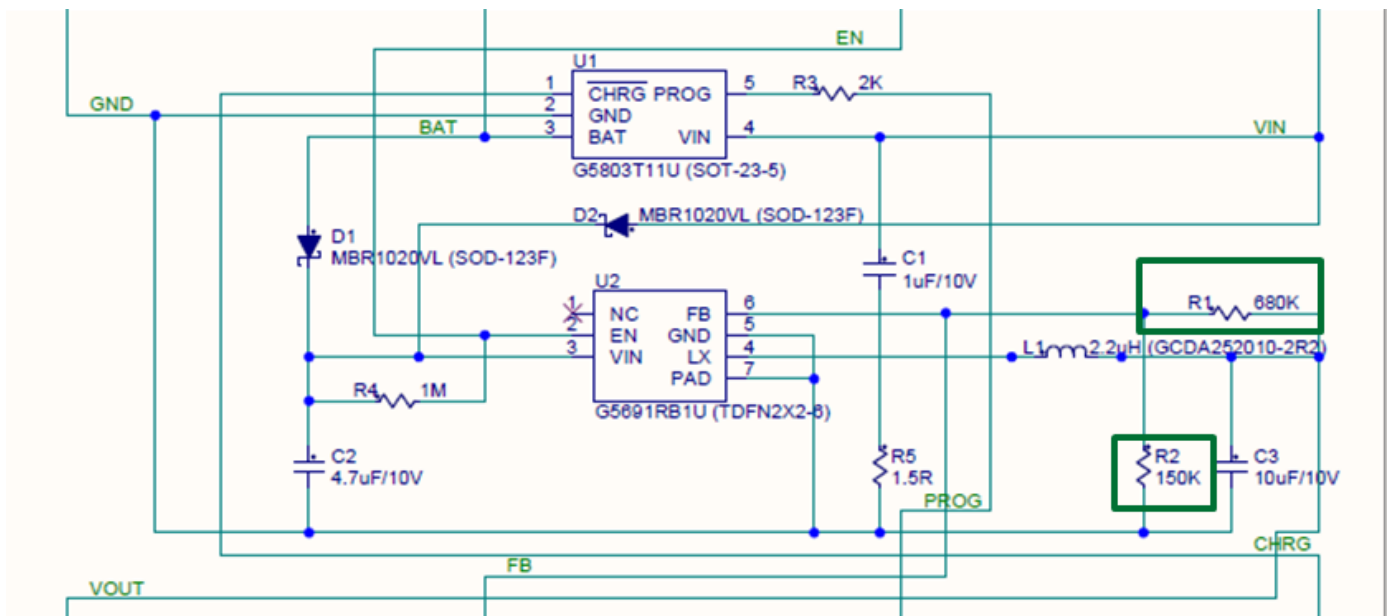 EN
U1
1 CHRG PROG 5 R3 2K
GND
2 GND
BAT 3 BAT VIN 4 VIN
G5803T11U (SOT-23-5)
D2 MBR1020VL (SOD-123F)
D1
MBR1020VL (SOD-123F)
C1
1uF/10V
U2
1 NC FB 6 R1 680K
2 EN GND 5
3 VIN LX 4 L1 2.2uH (GCDA252010-2R2)
PAD 7
R4 1M
G5691RB1U (TDFN2X2-6)
C2
4.7uF/10V
R5
1.5R
R2
150K
C3
10uF/10V
PROG
CHRG
FB
VOUT